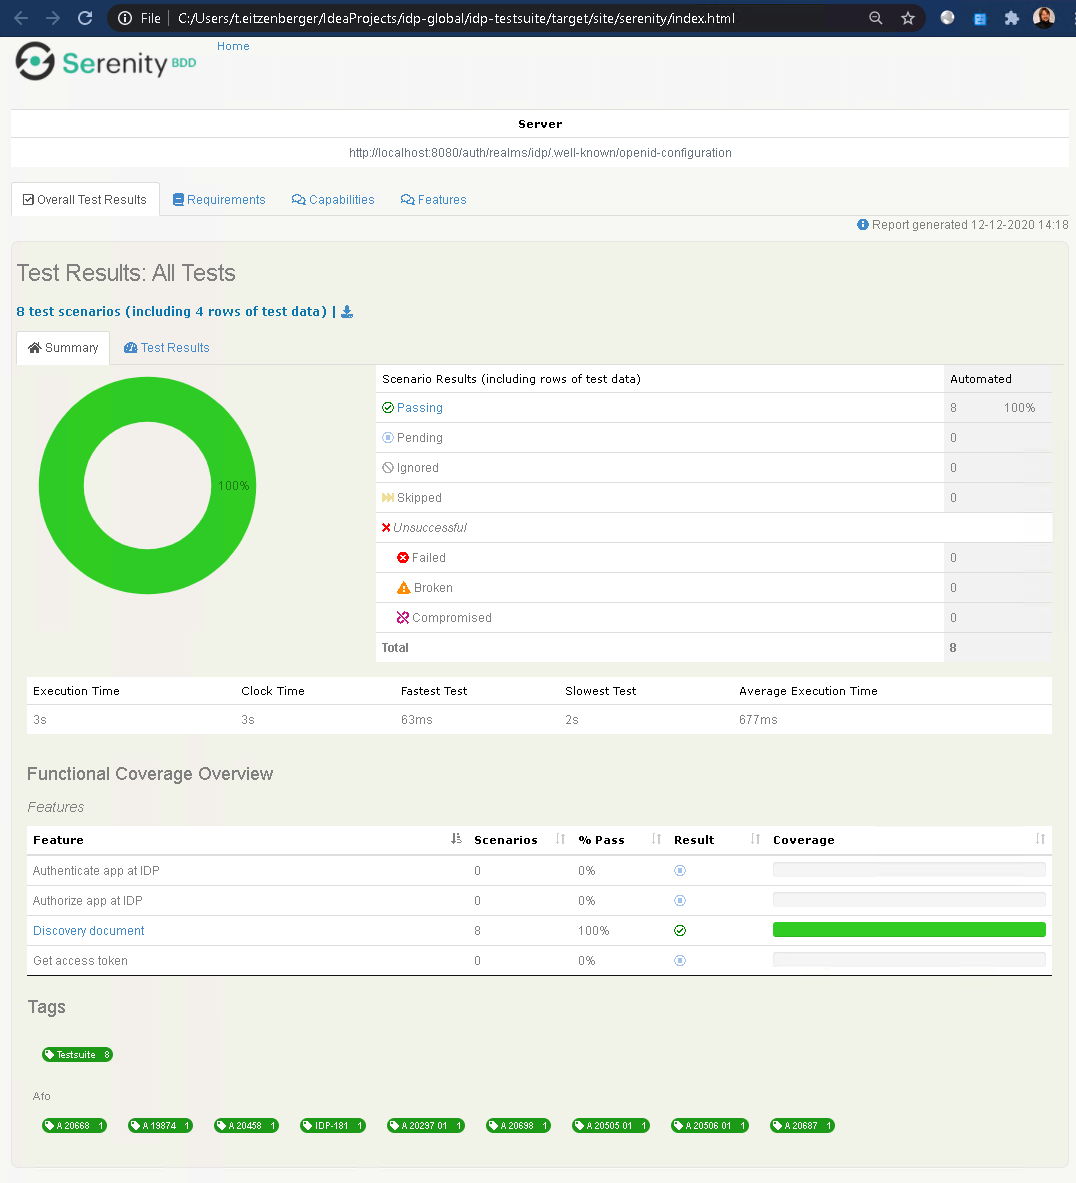 File C:/Users/t.eitzenberger/IdeaProjects/idp-global/idp-testsuite/target/site/serenity/index.html
Serenity BDD
Home
Server
http://localhost:8080/auth/realms/idp/.well-known/openid-configuration
Overall Test Results Requirements Capabilities Features
Report generated 12-12-2020 14:18
Test Results: All Tests
8 test scenarios (including 4 rows of test data) |
Summary Test Results
100%
Scenario Results (including rows of test data) Automated
Passing 8 100%
Pending 0
Ignored 0
Skipped 0
Unsuccessful
Failed 0
Broken 0
Compromised 0
Total 8
Execution Time Clock Time Fastest Test Slowest Test Average Execution Time
3s 3s 63ms 2s 677ms
Functional Coverage Overview
Features
Feature Scenarios % Pass Result Coverage
Authenticate app at IDP 0 0%
Authorize app at IDP 0 0%
Discovery document 8 100%
Get access token 0 0%
Tags
Testsuite 8
Afo
A 20668 1 A 19874 1 A 20458 1 IDP-181 1 A 20297 01 1 A 20698 1 A 20505 01 1 A 20506 01 1 A 20687 1